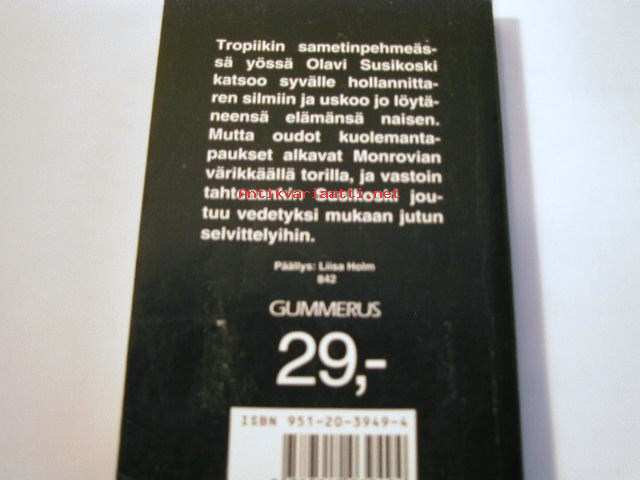 Tropiikin sametinpehmeäs-
sä yössä Olavi Susikoski
katsoo syvälle hollannitta-
ren silmiin ja uskoo jo löytä-
neensä elämänsä naisen.
Mutta oudot kuolemanta-
paukset alkavat Monrovian
värikkäällä torilla, ja vastoin
Antikvariaatti.net jou-
tuu vedetyksi mukaan jutun
selvittelyihin.
Päällys: Liisa Holm
842
GUMMERUS
29,-
ISBN 951-20-3949-4